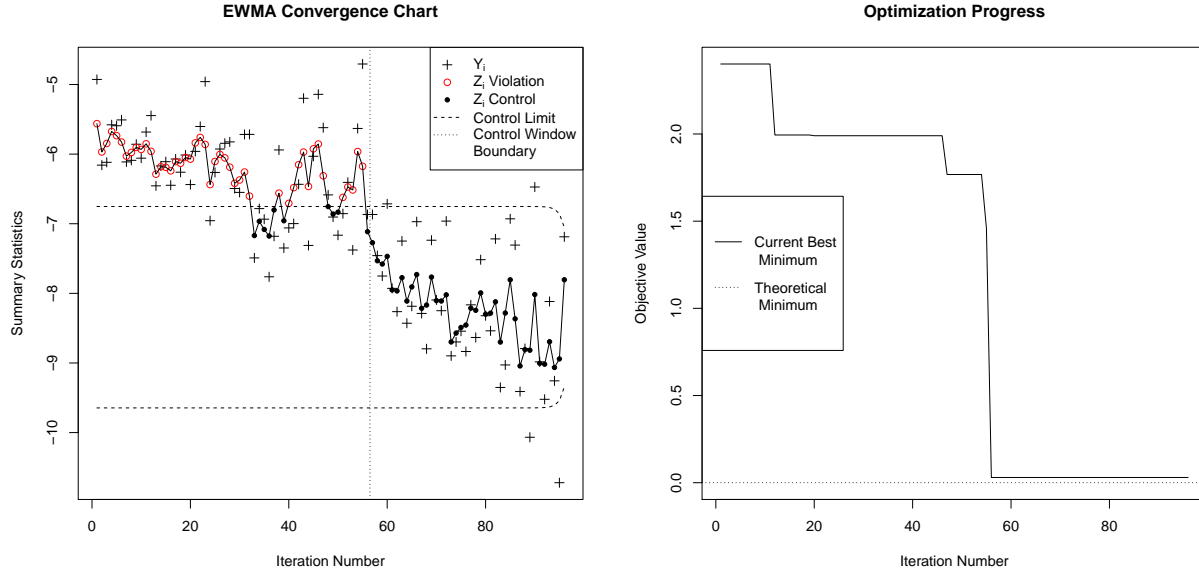 EWMA Convergence Chart
Summary Statistics
-5
-6
-7
-8
-9
-10
0
20
40
60
80
Iteration Number
Yi
Zi Violation
Zi Control
Control Limit
Control Window
Boundary
Optimization Progress
Objective Value
2.0
1.5
1.0
0.5
0.0
0
20
40
60
80
Iteration Number
Current Best
Minimum
Theoretical
Minimum